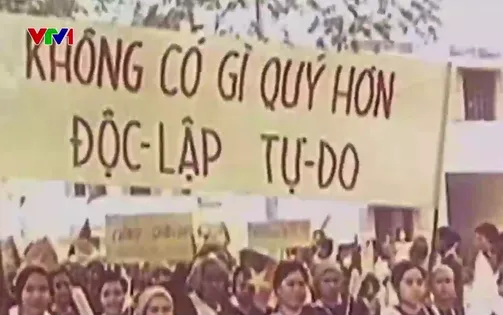 VTV1
KHÔNG CÓ GÌ QUÝ HƠN
ĐỘC-LẬP TỰ-DO